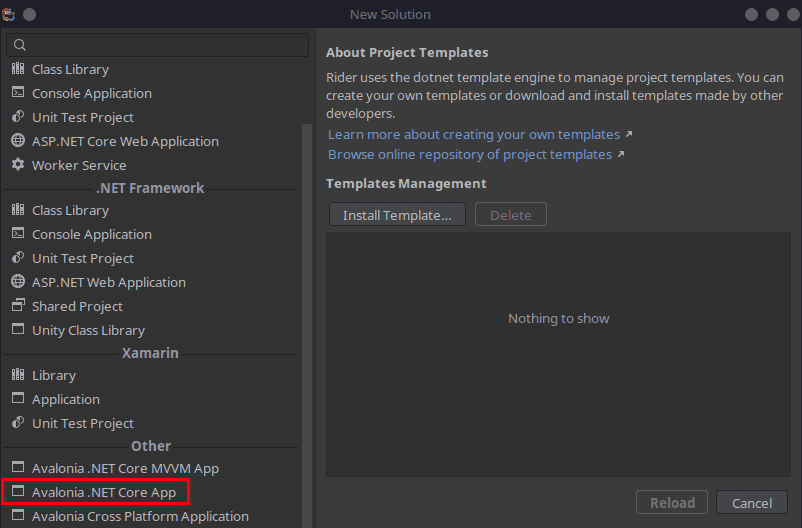 New Solution
Class Library
Console Application
Unit Test Project
ASP.NET Core Web Application
Worker Service
.NET Framework
Class Library
Console Application
Unit Test Project
ASP.NET Web Application
Shared Project
Unity Class Library
Xamarin
Library
Application
Unit Test Project
Other
Avalonia .NET Core MVVM App
Avalonia .NET Core App
Avalonia Cross Platform Application
About Project Templates
Rider uses the dotnet template engine to manage project templates. You can
create your own templates or download and install templates made by other
developers.
Learn more about creating your own templates ↗
Browse online repository of project templates ↗
Templates Management
Install Template...
Delete
Nothing to show
Reload
Cancel